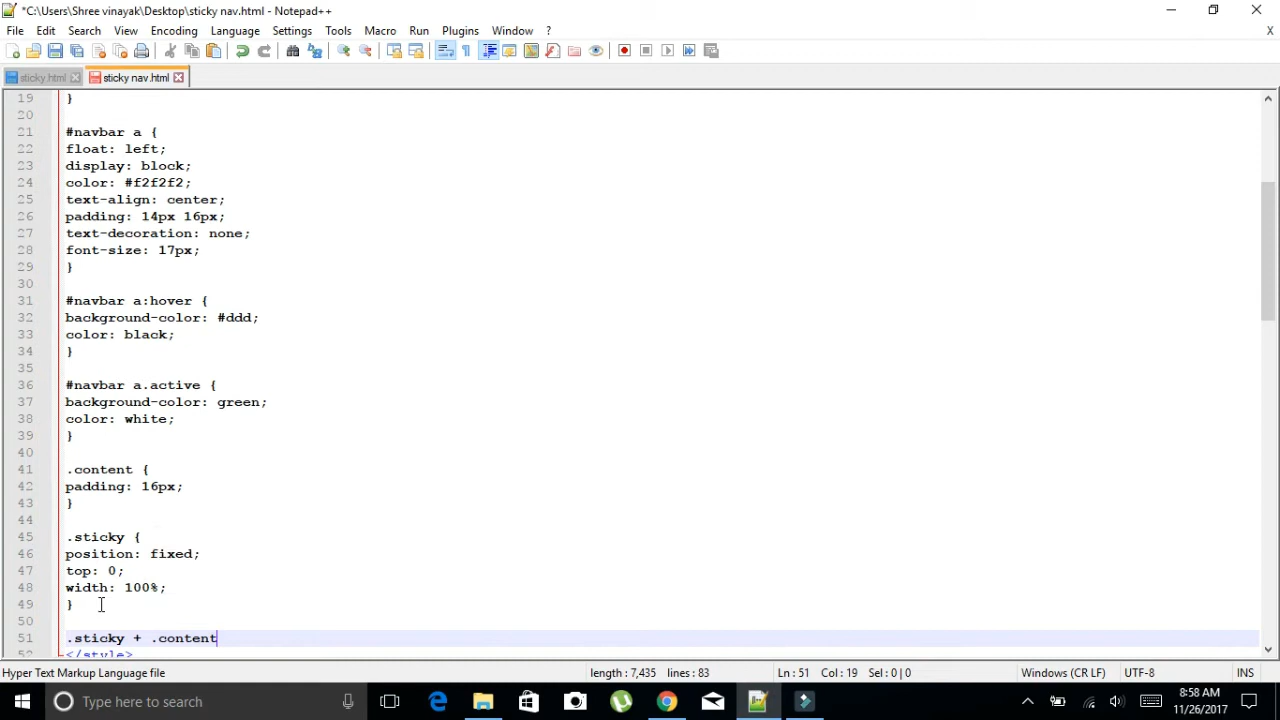 *C:\Users\Shree vinayak\Desktop\sticky nav.html - Notepad++
File Edit Search View Encoding Language Settings Tools Macro Run Plugins Window ? X
sticky.html sticky nav.html
19 }
20
21 #navbar a {
22 float: left;
23 display: block;
24 color: #f2f2f2;
25 text-align: center;
26 padding: 14px 16px;
27 text-decoration: none;
28 font-size: 17px;
29 }
30
31 #navbar a:hover {
32 background-color: #ddd;
33 color: black;
34 }
35
36 #navbar a.active {
37 background-color: green;
38 color: white;
39 }
40
41 .content {
42 padding: 16px;
43 }
44
45 .sticky {
46 position: fixed;
47 top: 0;
48 width: 100%;
49 }
50
51 .sticky + .content
52 </style>
Hyper Text Markup Language file length : 7,435 lines : 83 Ln : 51 Col : 19 Sel : 0 | 0 Windows (CR LF) UTF-8 INS
Type here to search 8:58 AM
11/26/2017